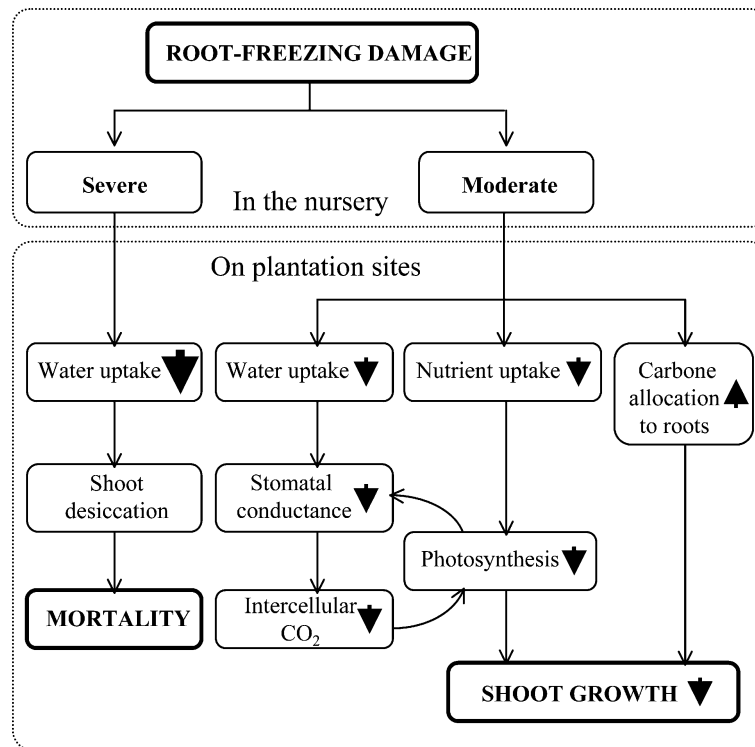 ROOT-FREEZING DAMAGE
Severe
Moderate
In the nursery
On plantation sites
Water uptake
Water uptake
Nutrient uptake
Carbone
allocation
to roots
Shoot
desiccation
Stomatal
conductance
Photosynthesis
MORTALITY
Intercellular
CO₂
SHOOT GROWTH